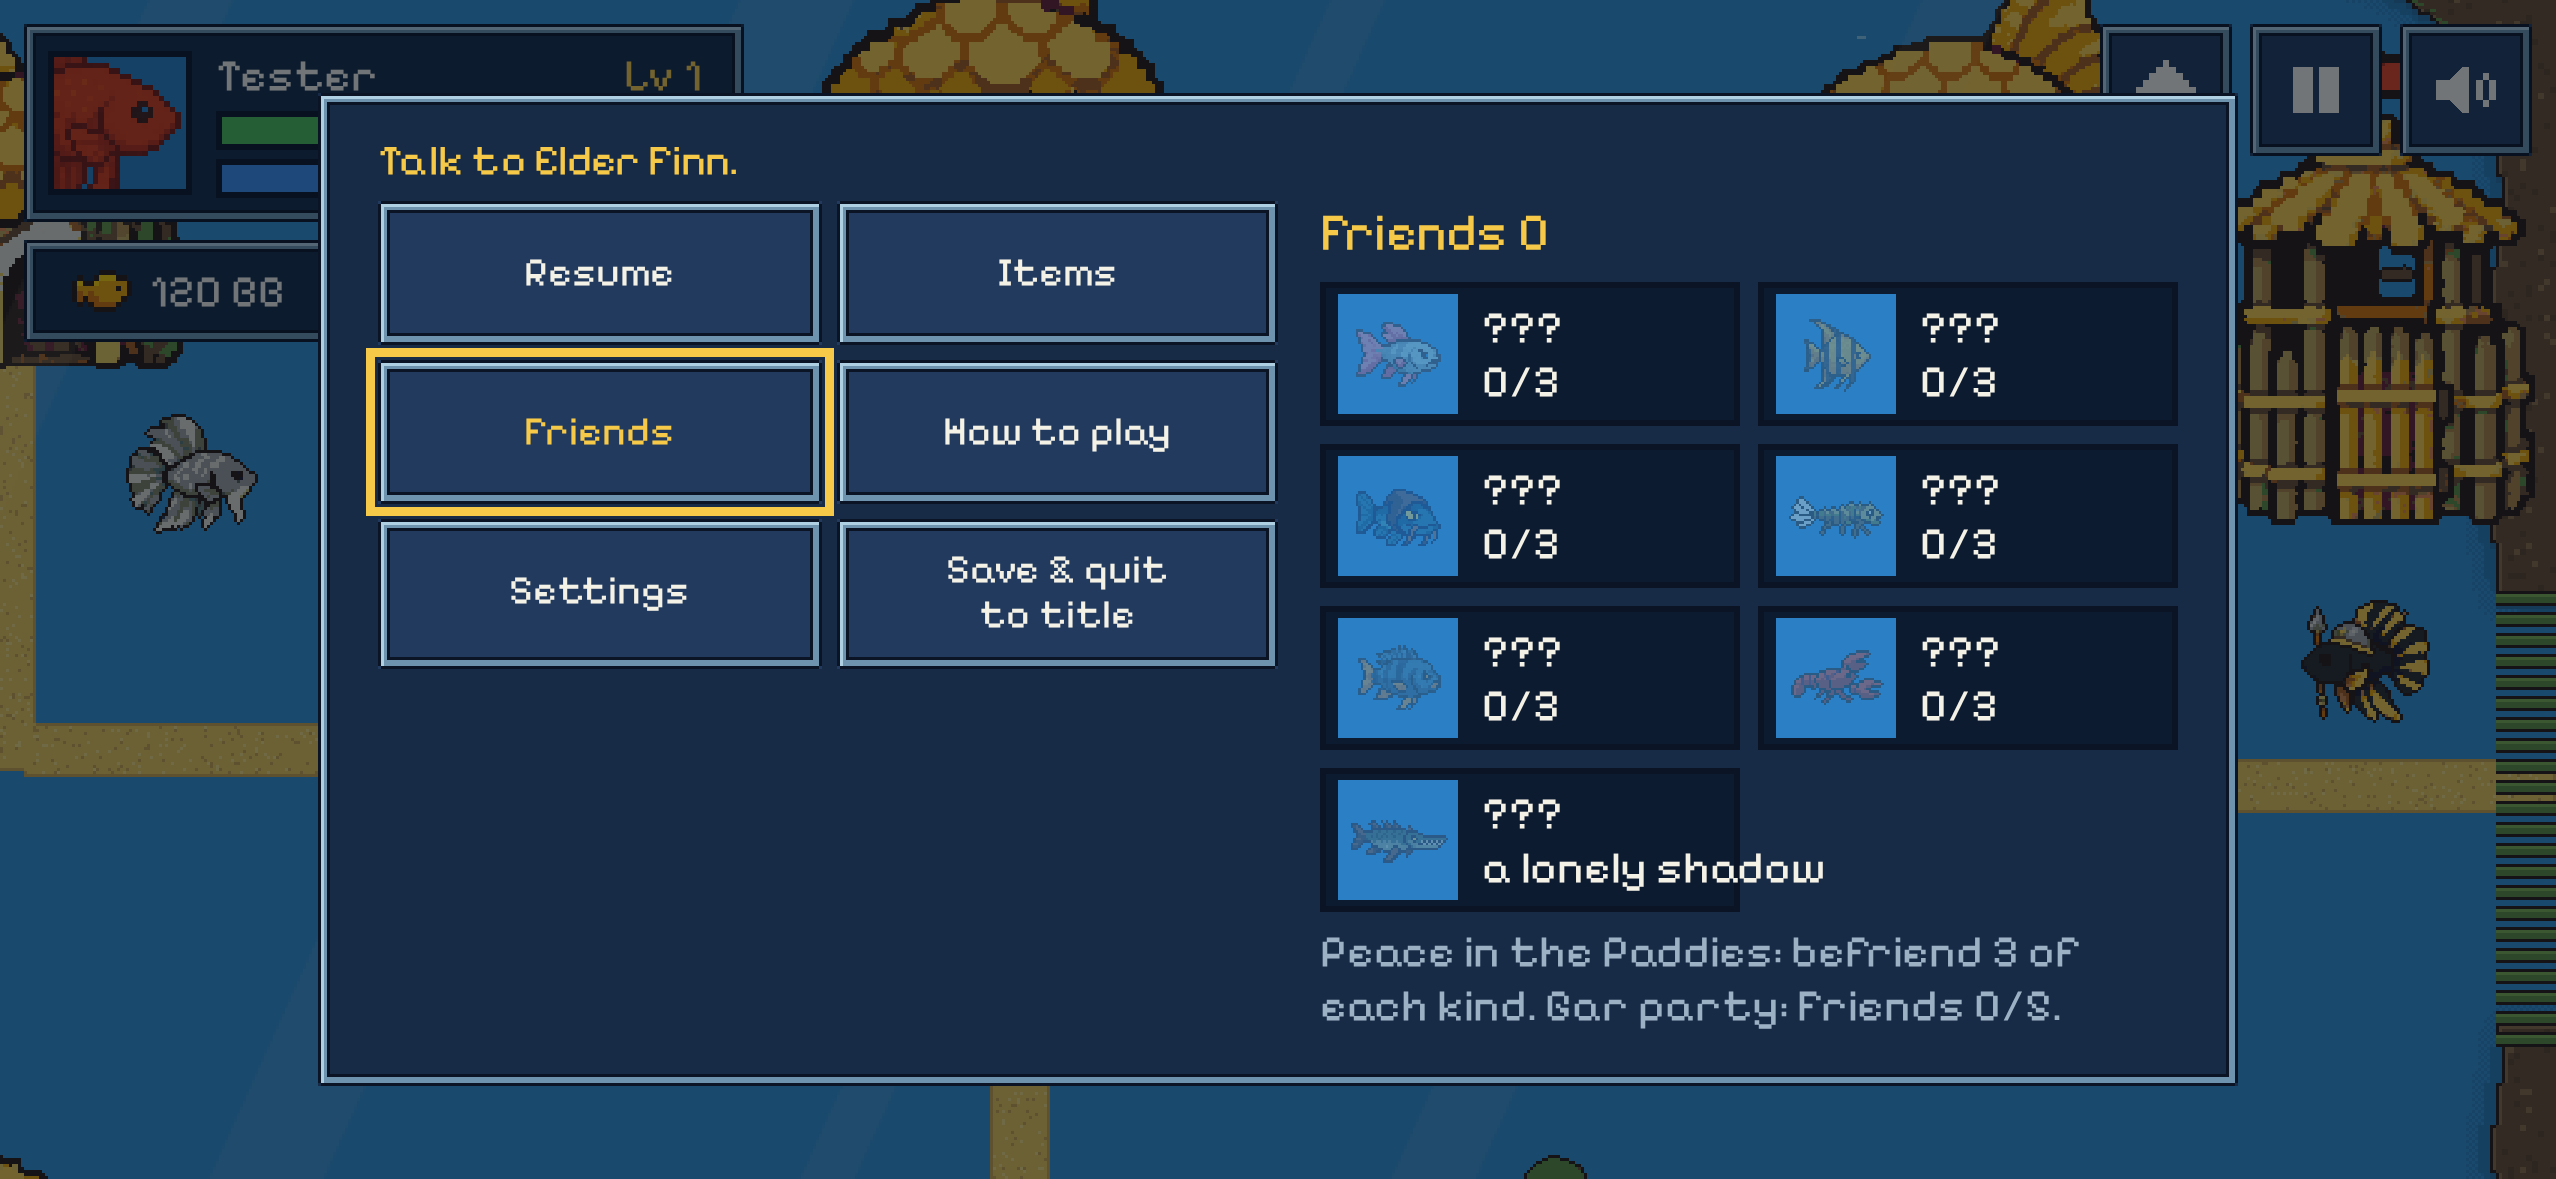 Tester Lv 1
120 GG
Talk to Elder Finn.
Resume
Items
Friends
How to play
Settings
Save & quit
to title
Friends 0
???
0/3
???
0/3
???
0/3
???
0/3
???
0/3
???
0/3
???
a lonely shadow
Peace in the Paddies: befriend 3 of
each kind. Gar party: Friends 0/8.